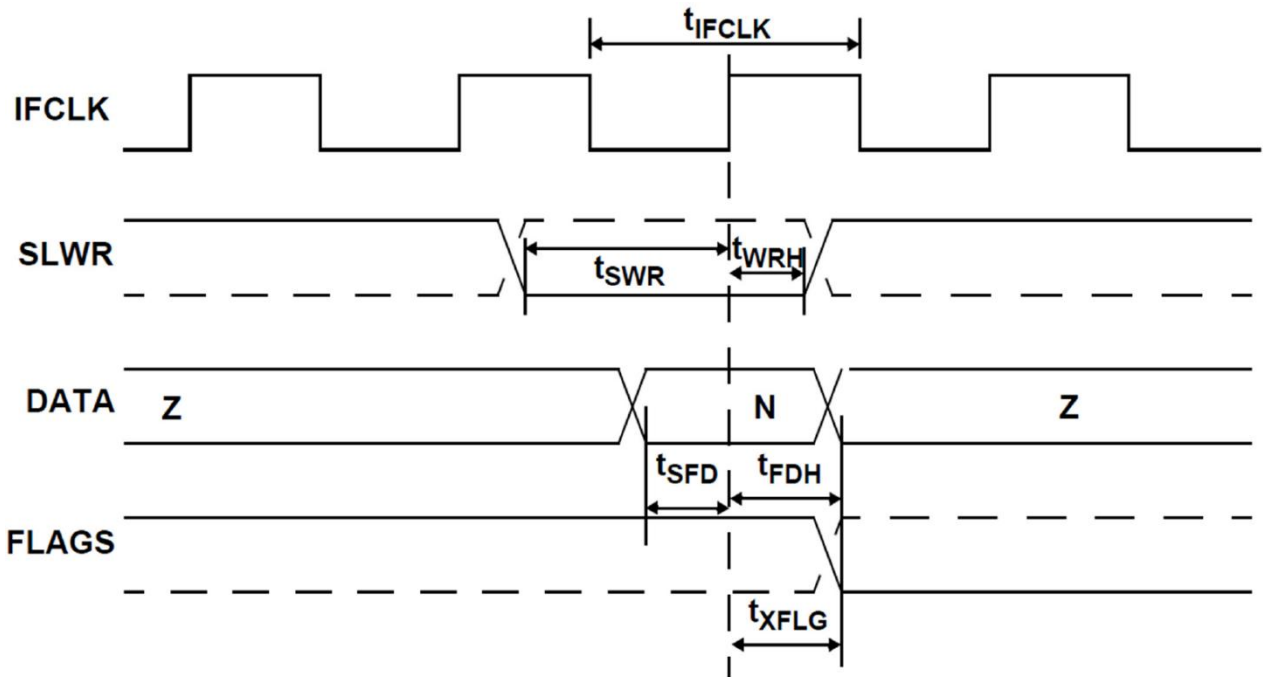 tIFCLK
IFCLK
SLWR
tSWR
tWRH
DATA
Z
N
Z
tSFD
tFDH
FLAGS
tXFLG